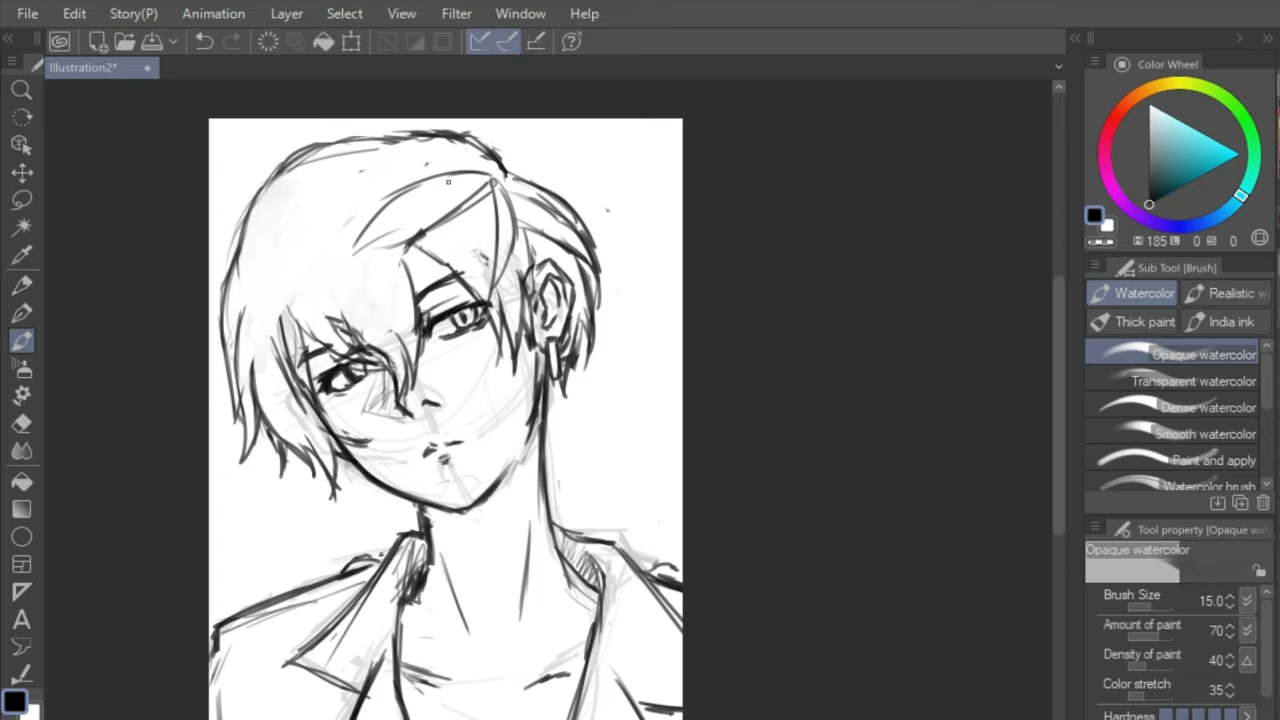 File Edit Story(P) Animation Layer Select View Filter Window Help
Illustration2*
Color Wheel
185 0 0
Sub Tool [Brush]
Watercolor Realistic
Thick paint India ink
Opaque watercolor
Transparent watercolor
Dense watercolor
Smooth watercolor
Paint and apply
Watercolor brush
Tool property [Opaque wat
Opaque watercolor
Brush Size 15.0
Amount of paint 70
Density of paint 40
Color stretch 35
Hardness